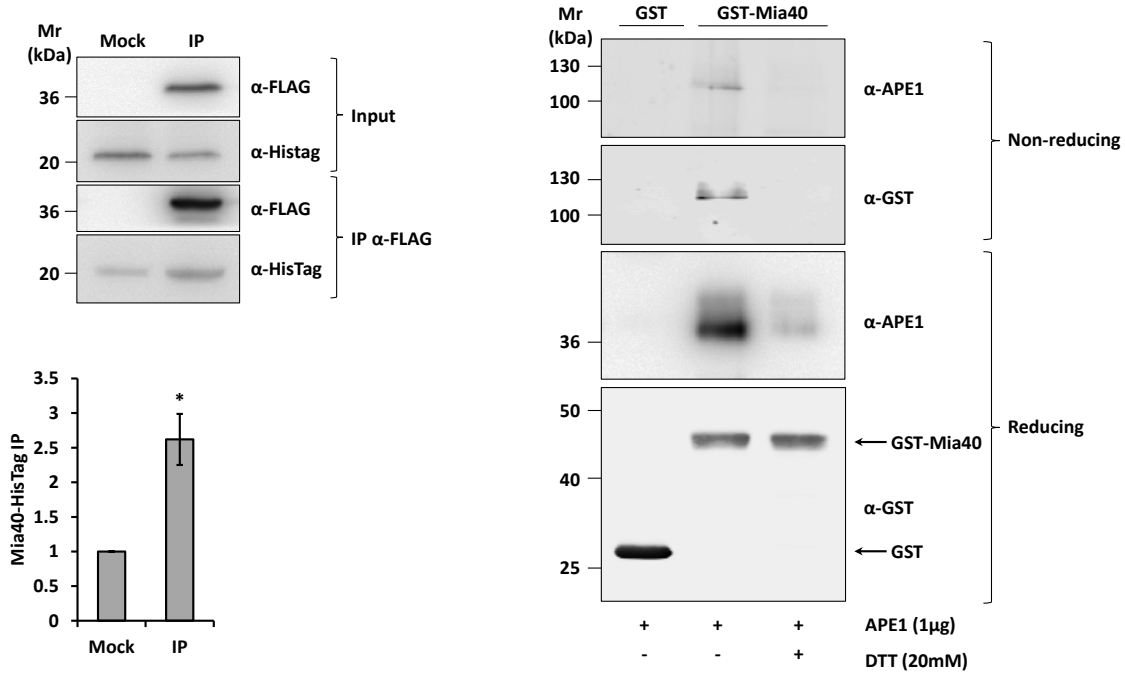 Mr
(kDa)
Mock IP
36
α-FLAG
20
α-Histag
Input
36
α-FLAG
20
α-HisTag
IP α-FLAG
Mia40-HisTag IP
3.5
3
2.5
2
1.5
1
0.5
0
*
Mock IP
Mr
(kDa)
GST GST-Mia40
130
100
α-APE1
130
100
α-GST
Non-reducing
36
α-APE1
50
40
25
GST-Mia40
α-GST
GST
Reducing
+ + + APE1 (1µg)
- - + DTT (20mM)